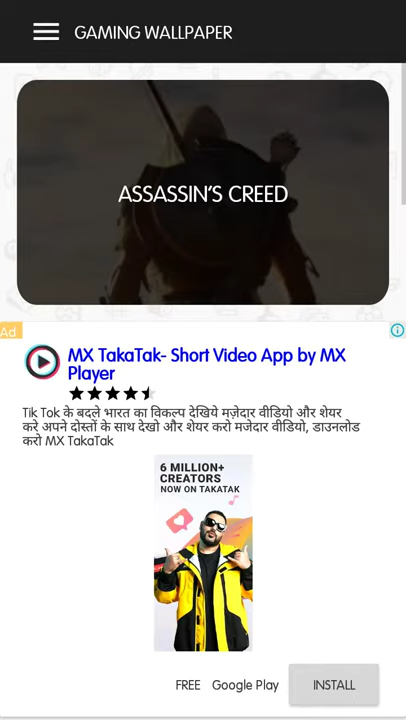 GAMING WALLPAPER
ASSASSIN'S CREED
Ad
MX TakaTak- Short Video App by MX
Player
Tik Tok के बदले भारत का विकल्प देखिये मज़ेदार वीडियो और शेयर
करे अपने दोस्तों के साथ देखो और शेयर करो मजेदार वीडियो, डाउनलोड
करो MX TakaTak
6 MILLION+
CREATORS
NOW ON TAKATAK
FREE Google Play INSTALL